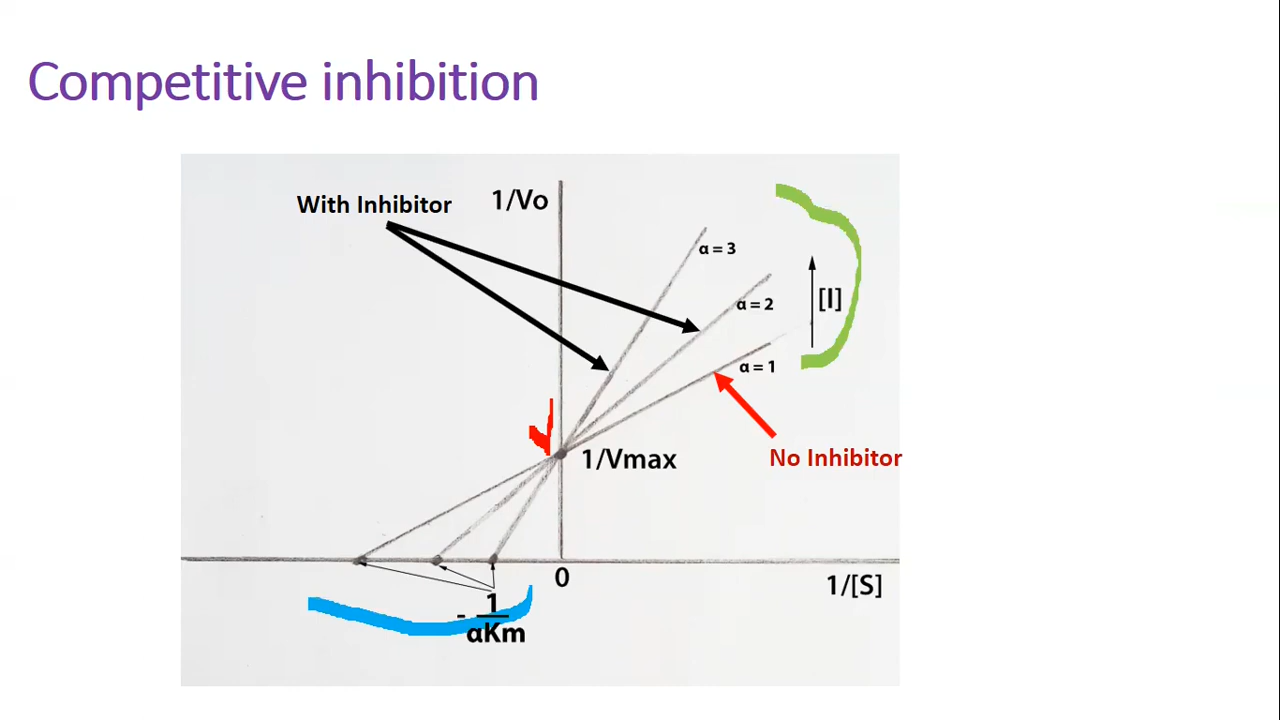 Competitive inhibition
With Inhibitor
1/Vo
α = 3
α = 2
[I]
α = 1
1/Vmax
No Inhibitor
0
1/[S]
- 1
αKm